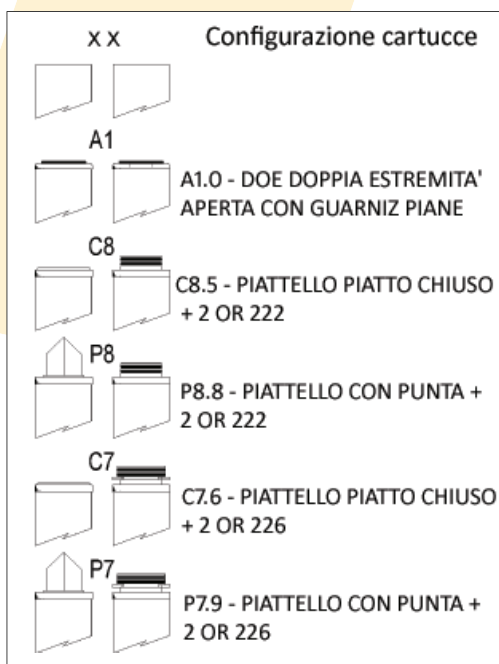 X X
Configurazione cartucce
A1
A1.0 - DOE DOPPIA ESTREMITA'
APERTA CON GUARNIZ PIANE
C8
C8.5 - PIATTELLO PIATTO CHIUSO
+ 2 OR 222
P8
P8.8 - PIATTELLO CON PUNTA +
2 OR 222
C7
C7.6 - PIATTELLO PIATTO CHIUSO
+ 2 OR 226
P7
P7.9 - PIATTELLO CON PUNTA +
2 OR 226